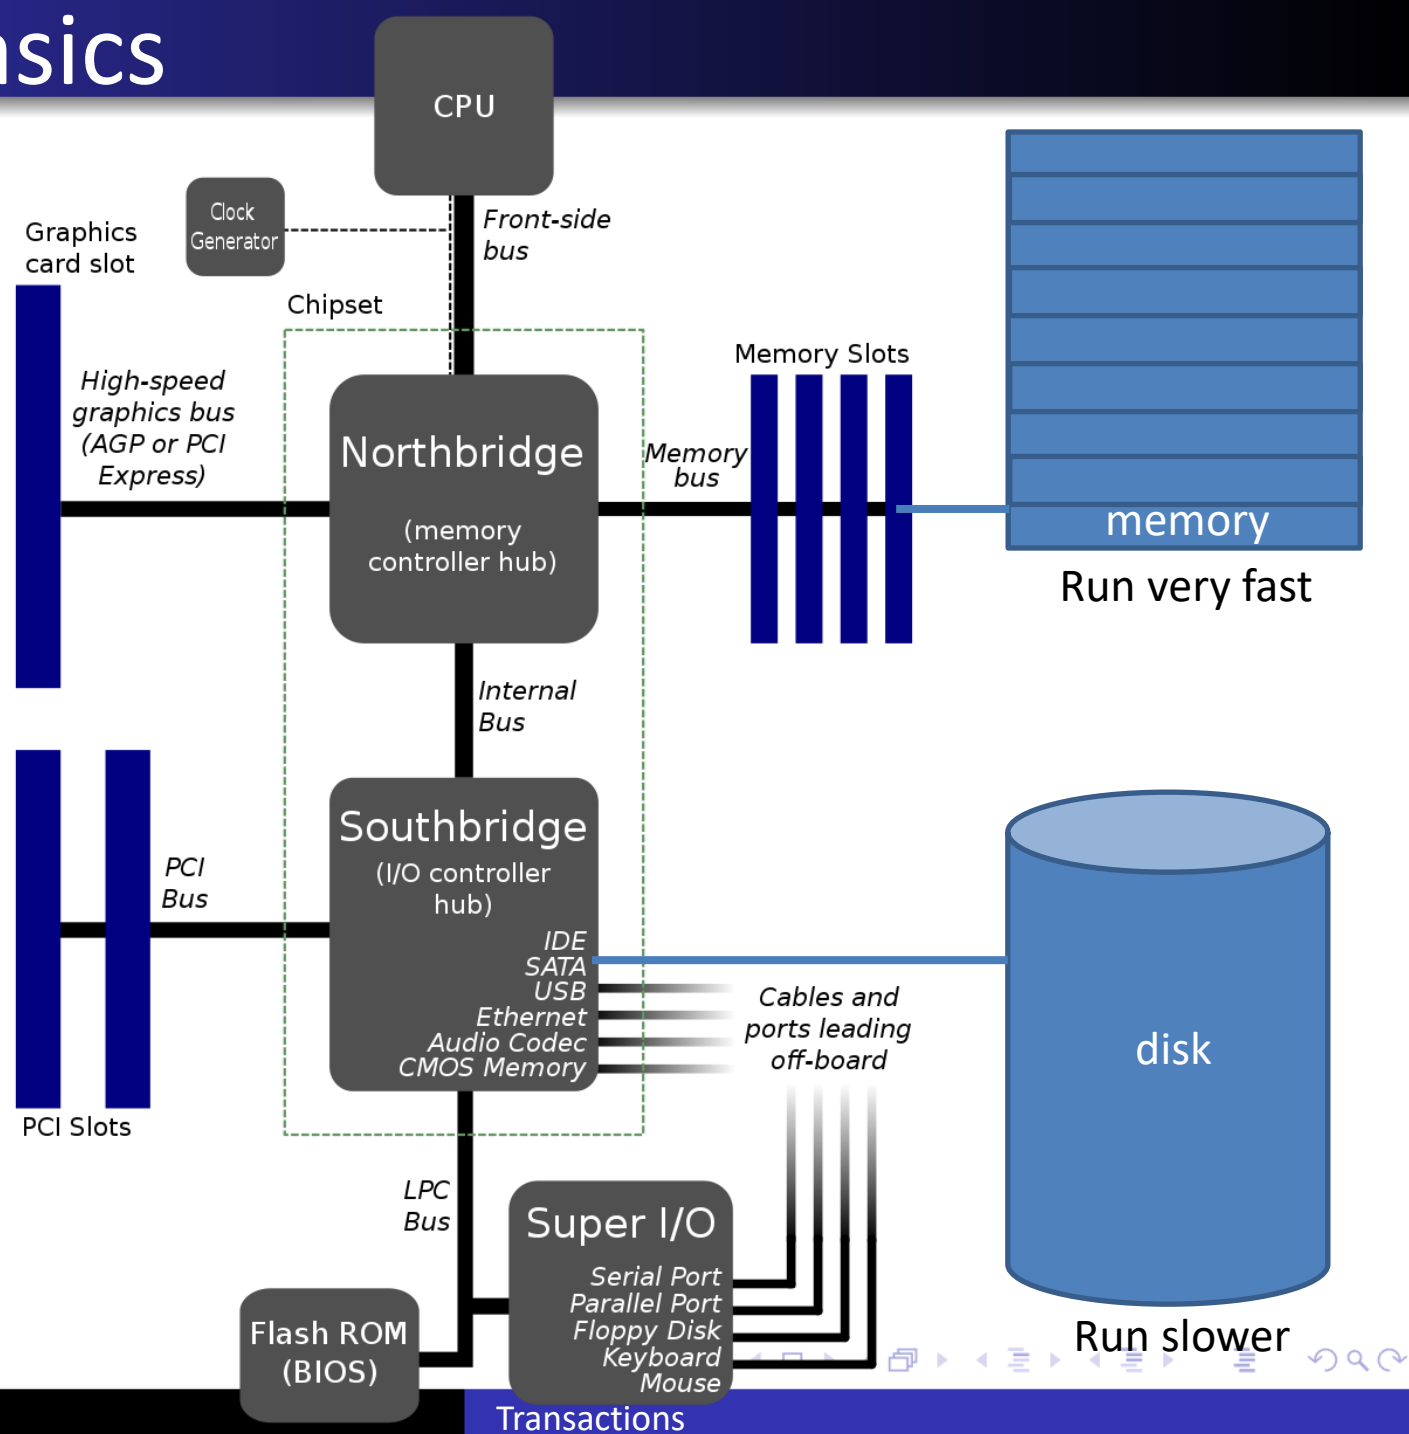 asics
CPU
Clock
Generator
Front-side
bus
Graphics
card slot
Chipset
High-speed
graphics bus
(AGP or PCI
Express)
Northbridge
(memory
controller hub)
Memory
bus
Memory Slots
memory
Run very fast
Internal
Bus
Southbridge
(I/O controller
hub)
IDE
SATA
USB
Ethernet
Audio Codec
CMOS Memory
PCI
Bus
PCI Slots
Cables and
ports leading
off-board
disk
Run slower
LPC
Bus
Super I/O
Serial Port
Parallel Port
Floppy Disk
Keyboard
Mouse
Flash ROM
(BIOS)
Transactions